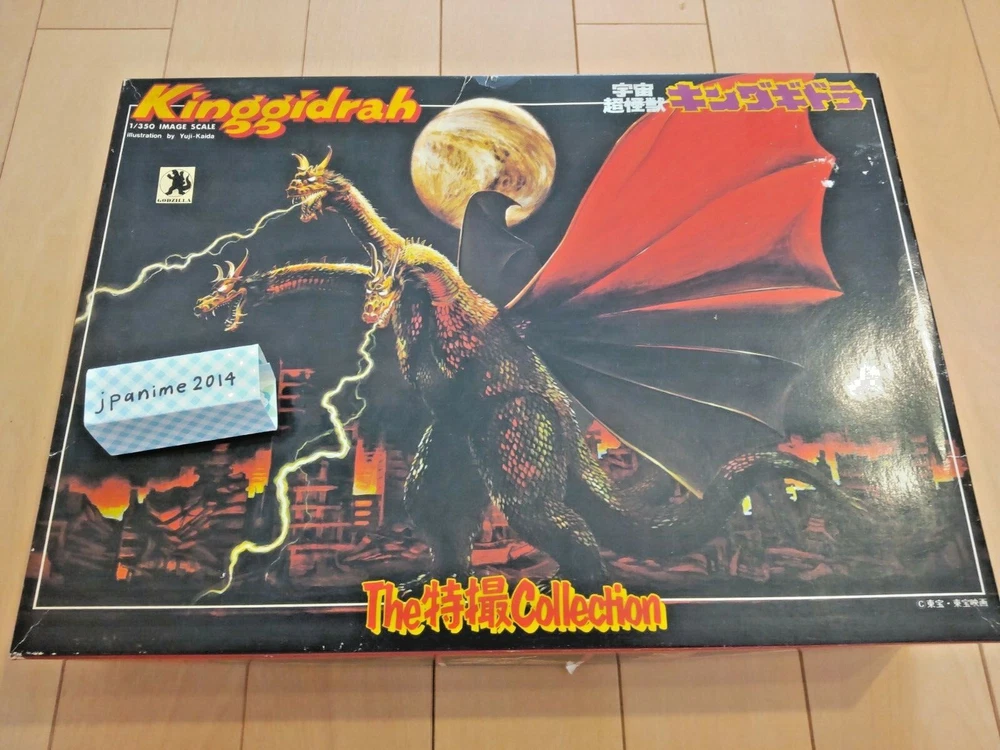 Kinggidrah
1/350 IMAGE SCALE
illustration by Yuji-Kaida
GODZILLA
宇宙
超怪獣
キングギドラ
jpanime2014
The特撮Collection
©東宝・東宝映画